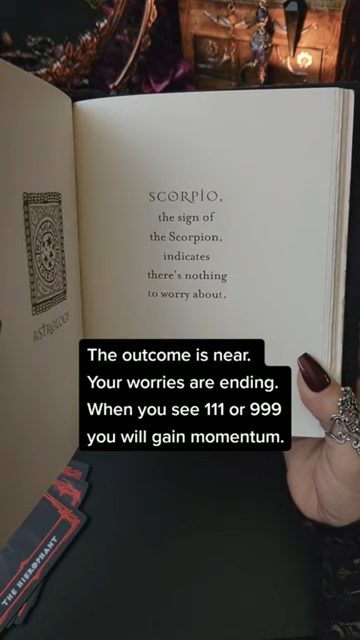 ASTROLOGY
SCORPIO,
the sign of
the Scorpion,
indicates
there's nothing
to worry about.
The outcome is near.
Your worries are ending.
When you see 111 or 999
you will gain momentum.
THE HIEROPHANT